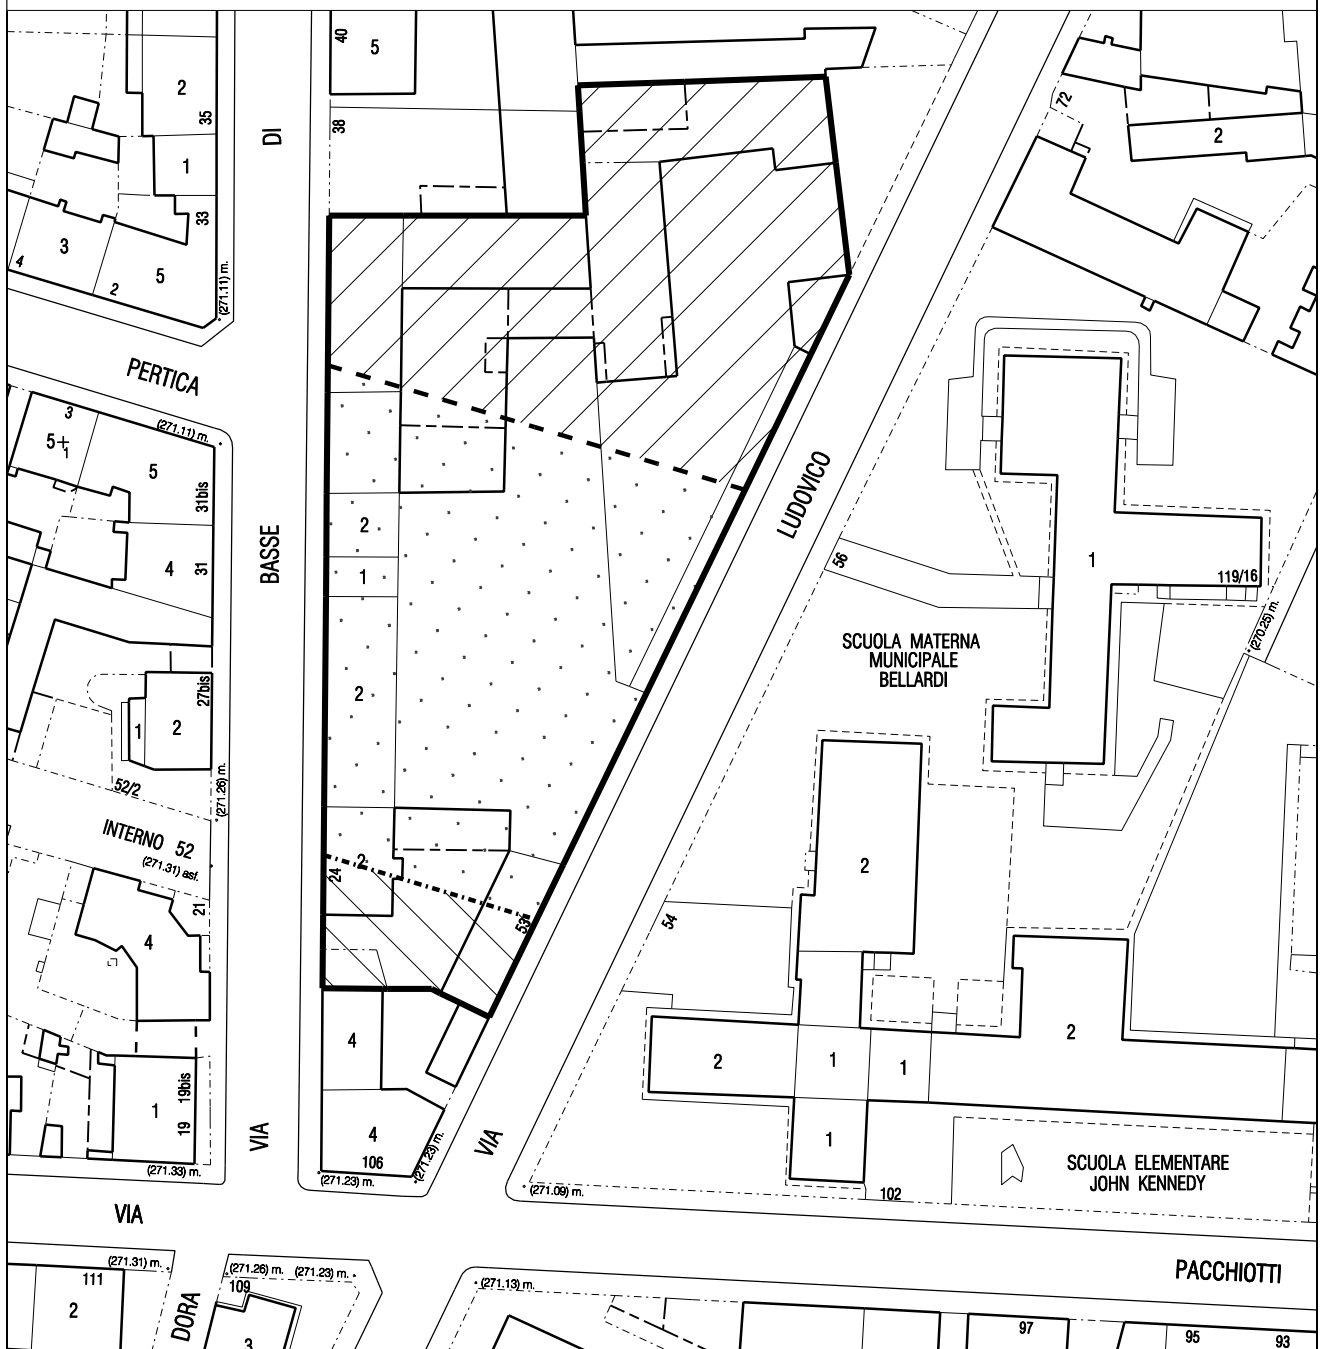 40
5
2
35
38
DI
1
72
2
3
33
5
4
2
(271.11) m.
PERTICA
3
(271.11) m.
5+
1
5
31bis
2
BASSE
LUDOVICO
4
31
1
56
1
119/16
(270.25) m.
SCUOLA MATERNA
MUNICIPALE
BELLARDI
27bis
1
2
2
52/2
(271.26) m.
INTERNO 52
(271.31) asf.
2
24
2
21
4
53
54
4
2
1
1
2
19bis
1
19
4
106
1
VIA
VIA
(271.23) m.
(271.33) m.
(271.23) m.
(271.09) m.
102
SCUOLA ELEMENTARE
JOHN KENNEDY
VIA
(271.31) m.
111
(271.26) m.
(271.23) m.
109
(271.13) m.
PACCHIOTTI
2
DORA
3
97
95
93